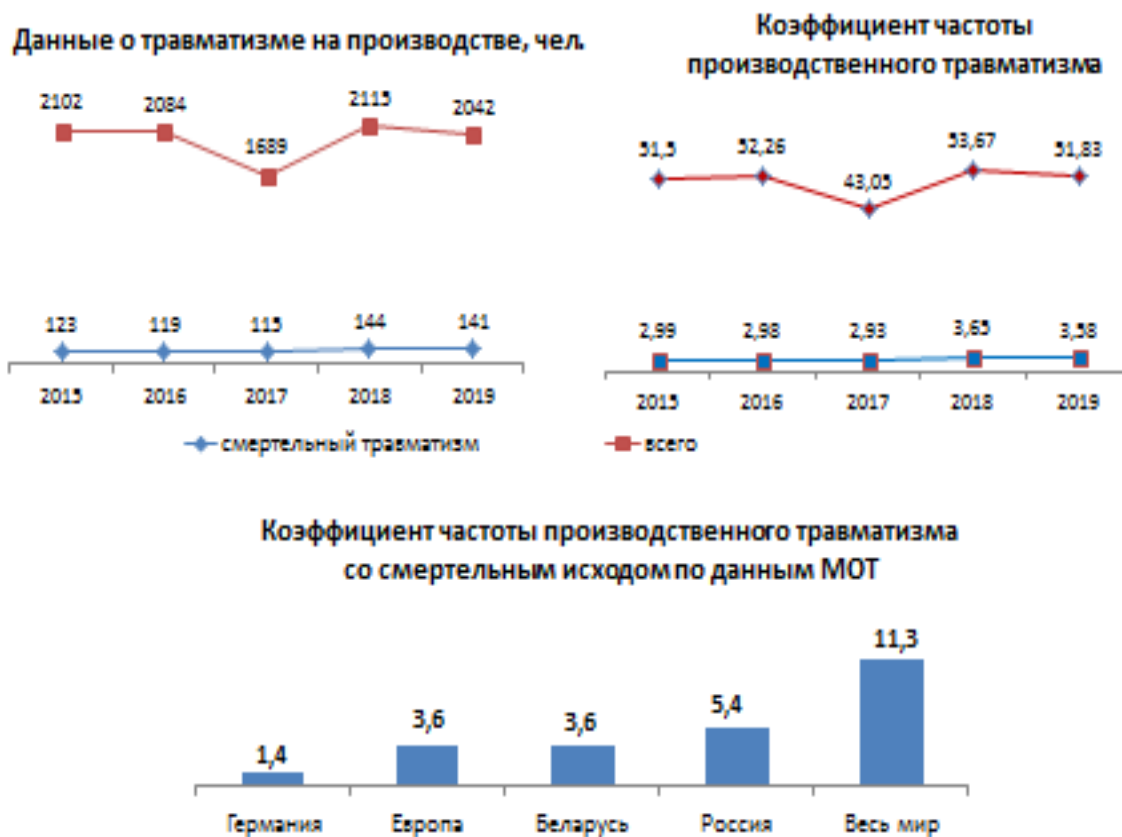 Данные о травматизме на производстве, чел.
2102 2084 1689 2115 2042
123 119 115 144 141
2015 2016 2017 2018 2019
Коэффициент частоты
производственного травматизма
51,5 52,26 43,05 53,67 51,83
2,99 2,98 2,93 3,65 3,58
2015 2016 2017 2018 2019
смертельный травматизм всего
Коэффициент частоты производственного травматизма
со смертельным исходом по данным МОТ
1,4 3,6 3,6 5,4 11,3
Германия Европа Беларусь Россия Весь мир